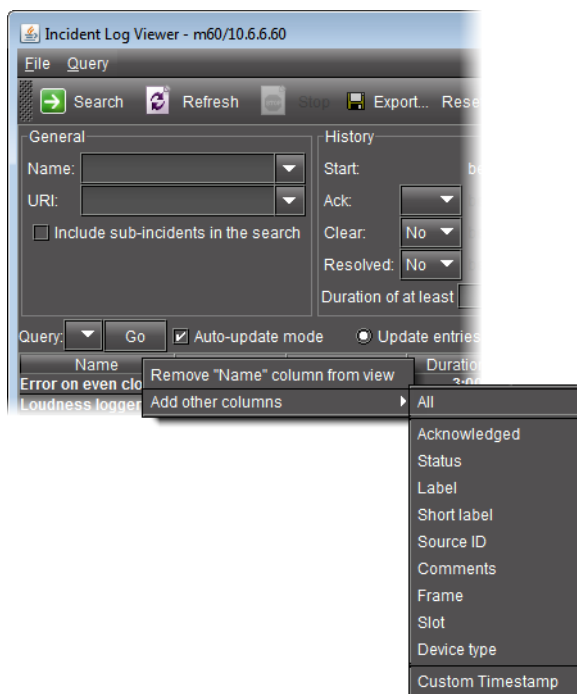 Incident Log Viewer - m60/10.6.6.60
File Query
Search Refresh Stop Export... Rese
General
Name:
URI:
Include sub-incidents in the search
History
Start: be
Ack:
Clear: No
Resolved: No
Duration of at least
Query: Go Auto-update mode Update entries
Name Duratio
Error on even clo 3:00
Loudness logger
Remove "Name" column from view
Add other columns
All
Acknowledged
Status
Label
Short label
Source ID
Comments
Frame
Slot
Device type
Custom Timestamp